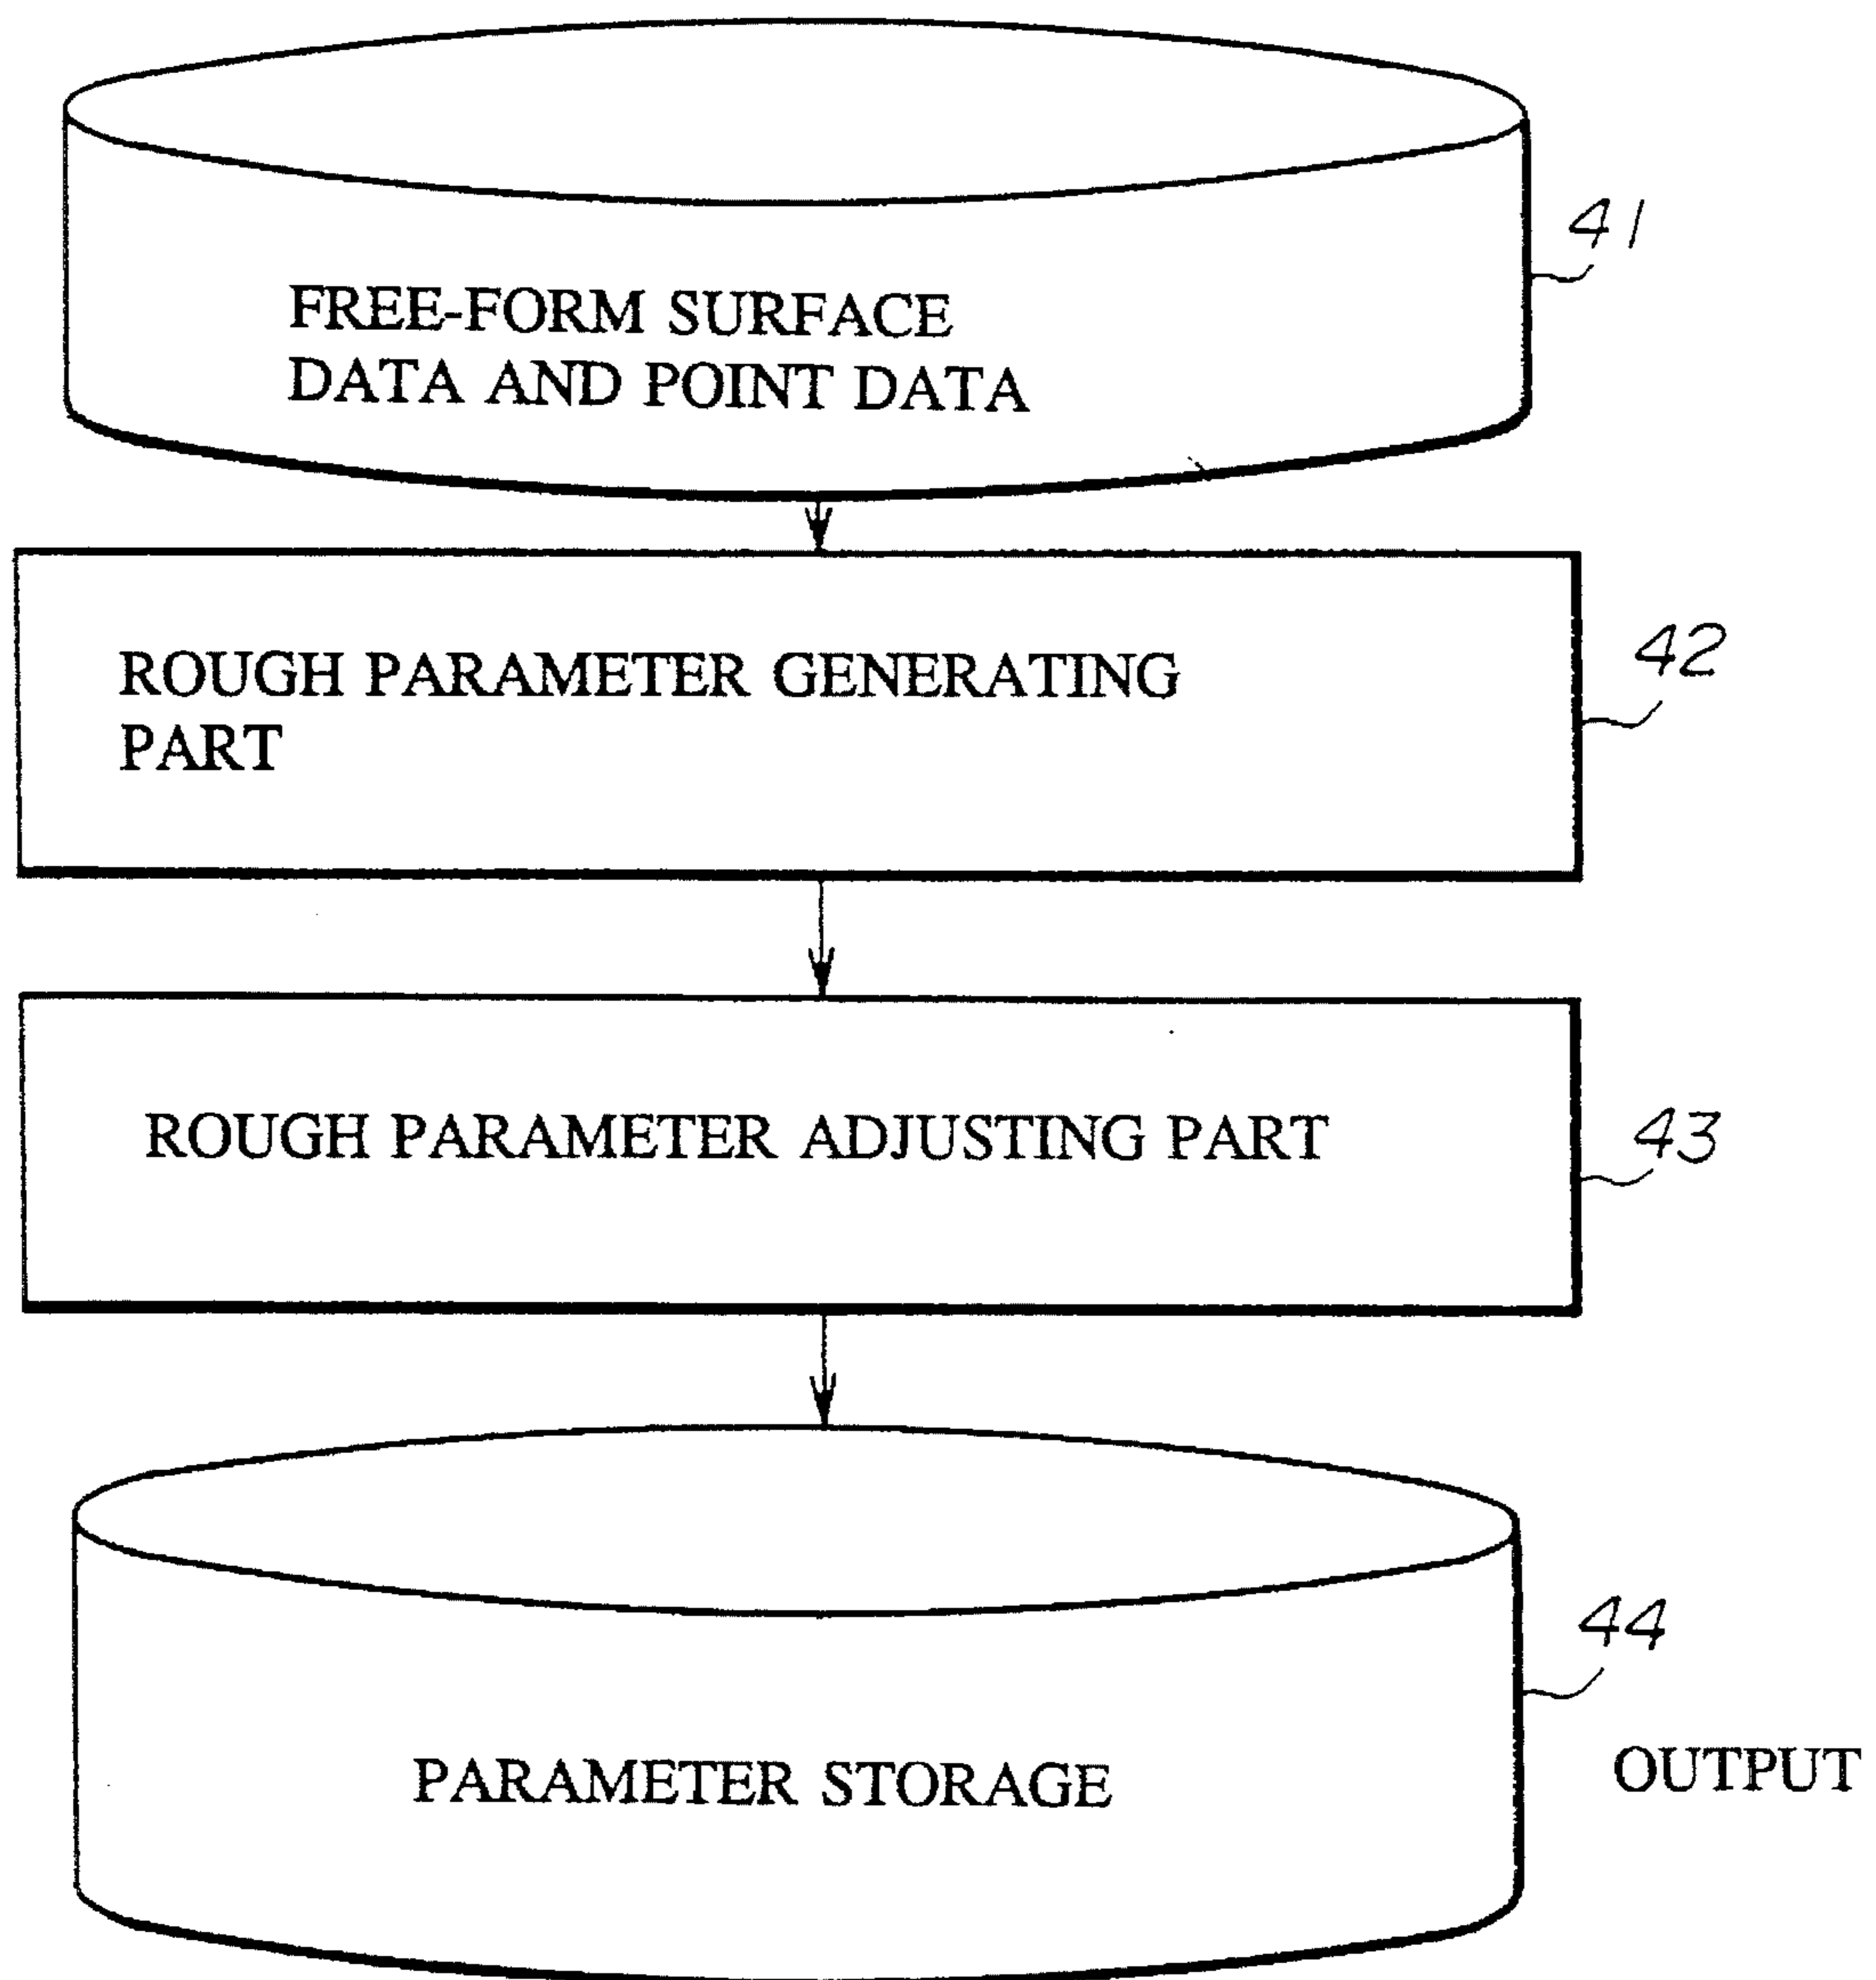 41
FREE-FORM SURFACE
DATA AND POINT DATA
42
ROUGH PARAMETER GENERATING
PART
43
ROUGH PARAMETER ADJUSTING PART
44
PARAMETER STORAGE
OUTPUT